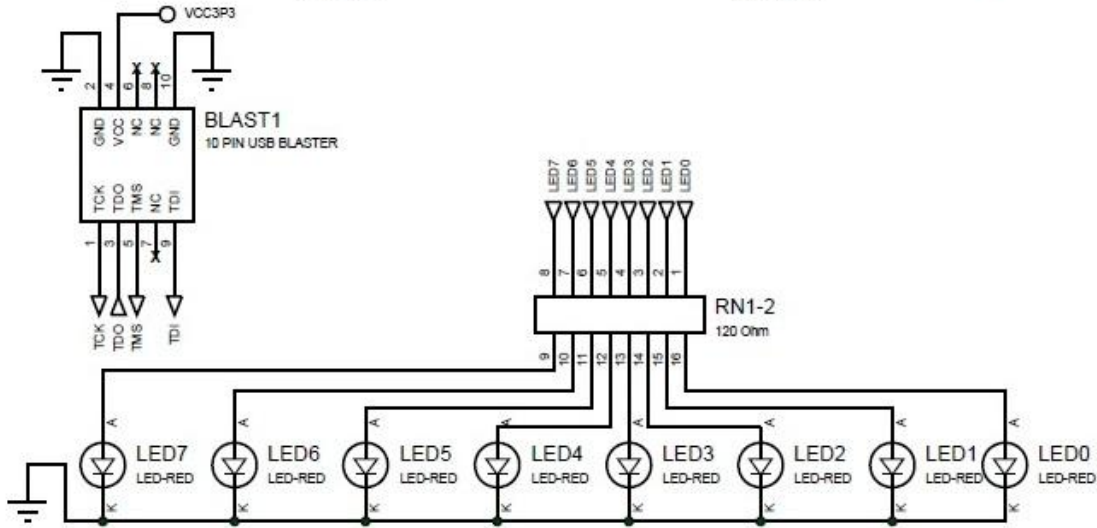 VCC3P3
2 4 6 8 10
GND VCC NC NC GND
BLAST1
10 PIN USB BLASTER
TCK TDO TMS NC TDI
1 3 5 7 9
X X
X
TCK TDO TMS TDI
LED7 LED6 LED5 LED4 LED3 LED2 LED1 LED0
8 7 6 5 4 3 2 1
RN1-2
120 Ohm
9 10 11 12 13 14 15 16
A A A A A A A A
LED7 LED6 LED5 LED4 LED3 LED2 LED1 LED0
LED-RED LED-RED LED-RED LED-RED LED-RED LED-RED LED-RED LED-RED
K K K K K K K K